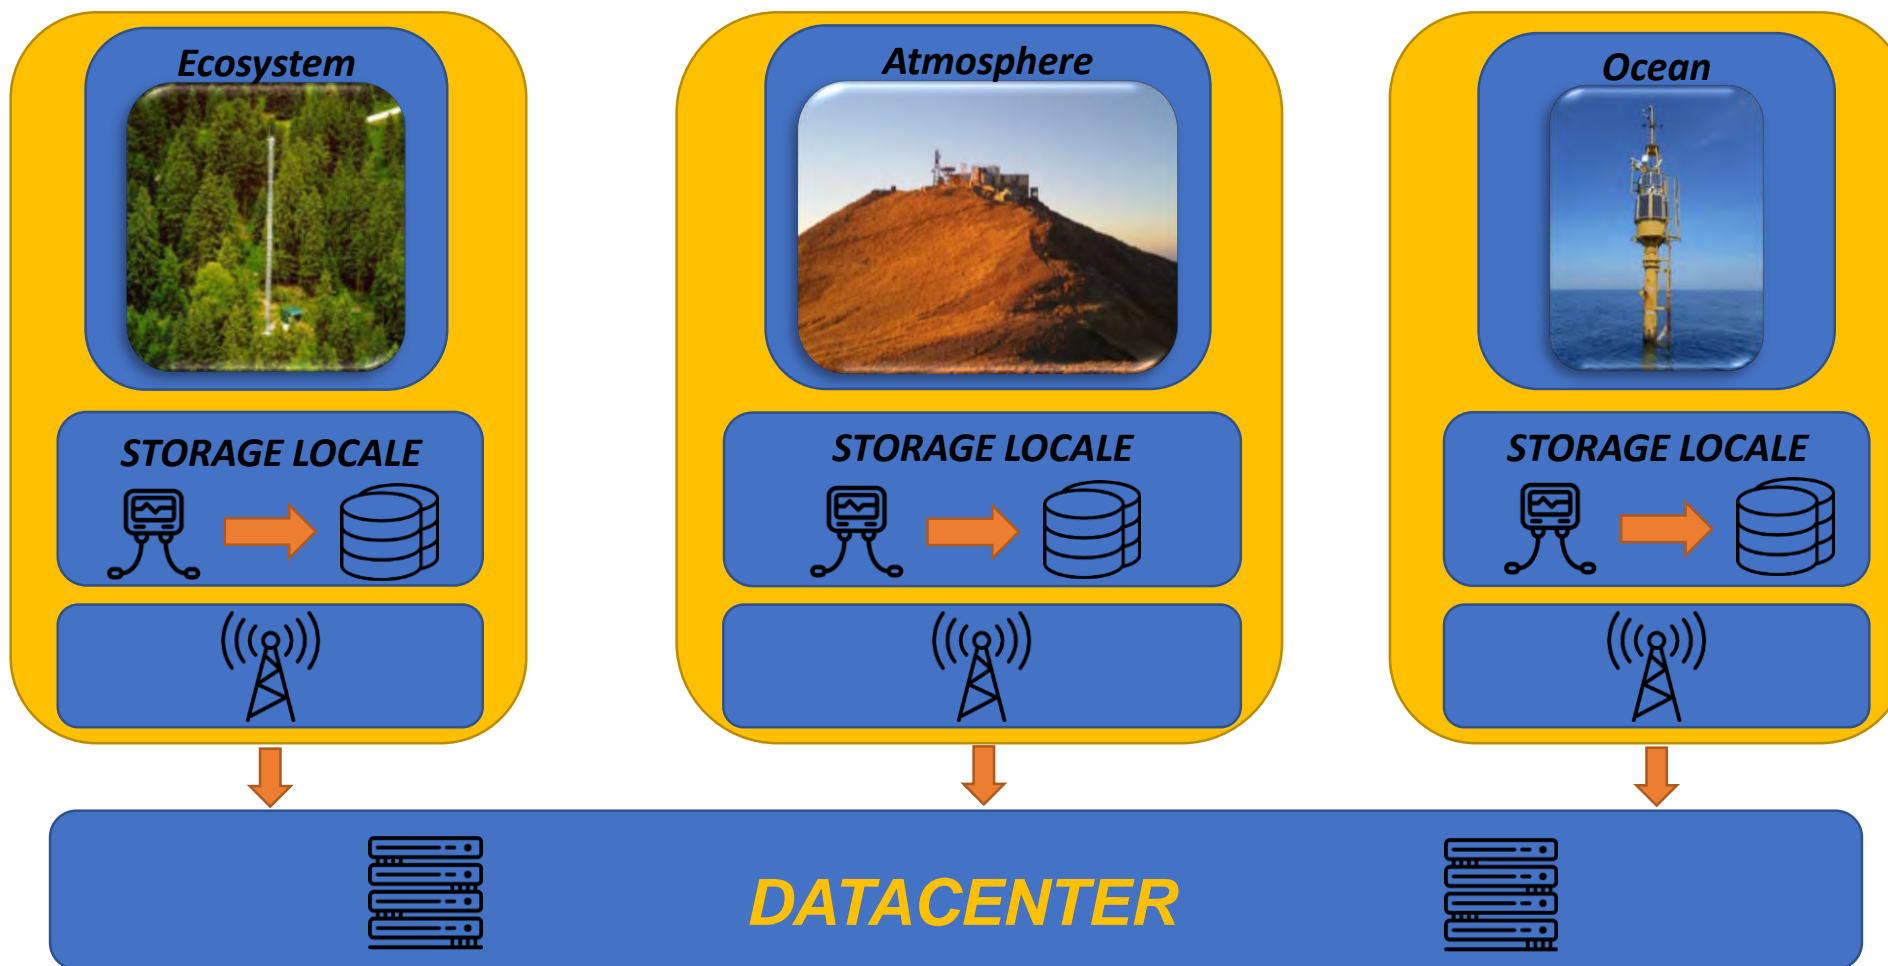 Ecosystem
Atmosphere
Ocean
STORAGE LOCALE
STORAGE LOCALE
STORAGE LOCALE
DATACENTER